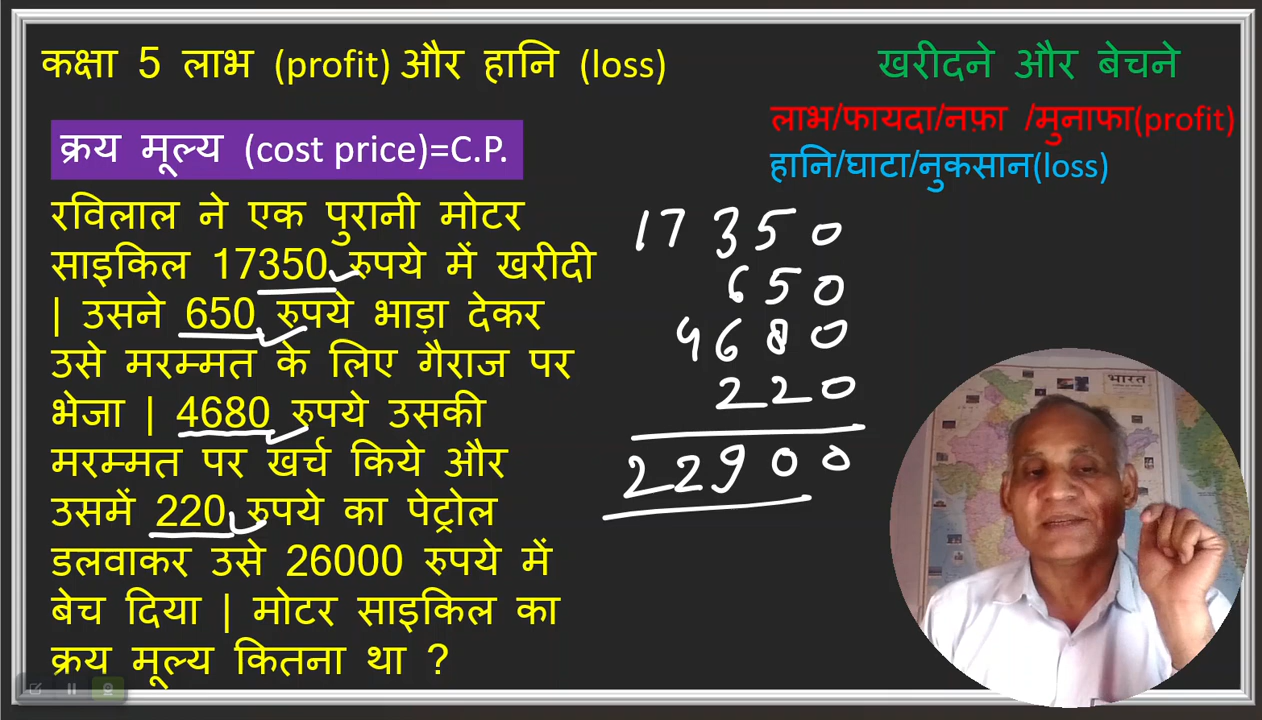 कक्षा 5 लाभ (profit) और हानि (loss)
खरीदने और बेचने
लाभ/फायदा/नफ़ा /मुनाफा(profit)
हानि/घाटा/नुकसान(loss)
क्रय मूल्य (cost price)=C.P.
रविलाल ने एक पुरानी मोटर
साइकिल 17350 रुपये में खरीदी
| उसने 650 रुपये भाड़ा देकर
उसे मरम्मत के लिए गैराज पर
भेजा | 4680 रुपये उसकी
मरम्मत पर खर्च किये और
उसमें 220 रुपये का पेट्रोल
डलवाकर उसे 26000 रुपये में
बेच दिया | मोटर साइकिल का
क्रय मूल्य कितना था ?
17350
650
4680
220
22900
भारत